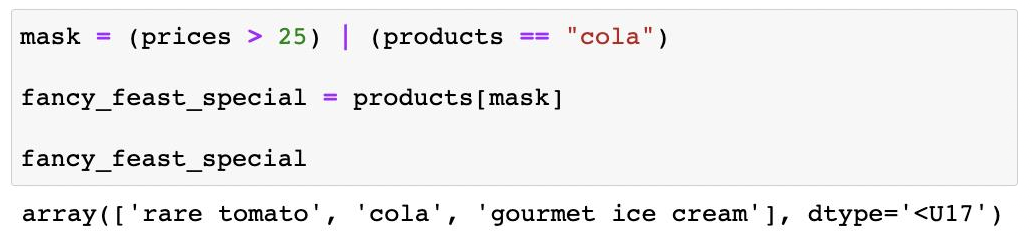 mask = (prices > 25) | (products == "cola")
fancy_feast_special = products[mask]
fancy_feast_special
array(['rare tomato', 'cola', 'gourmet ice cream'], dtype='<U17')